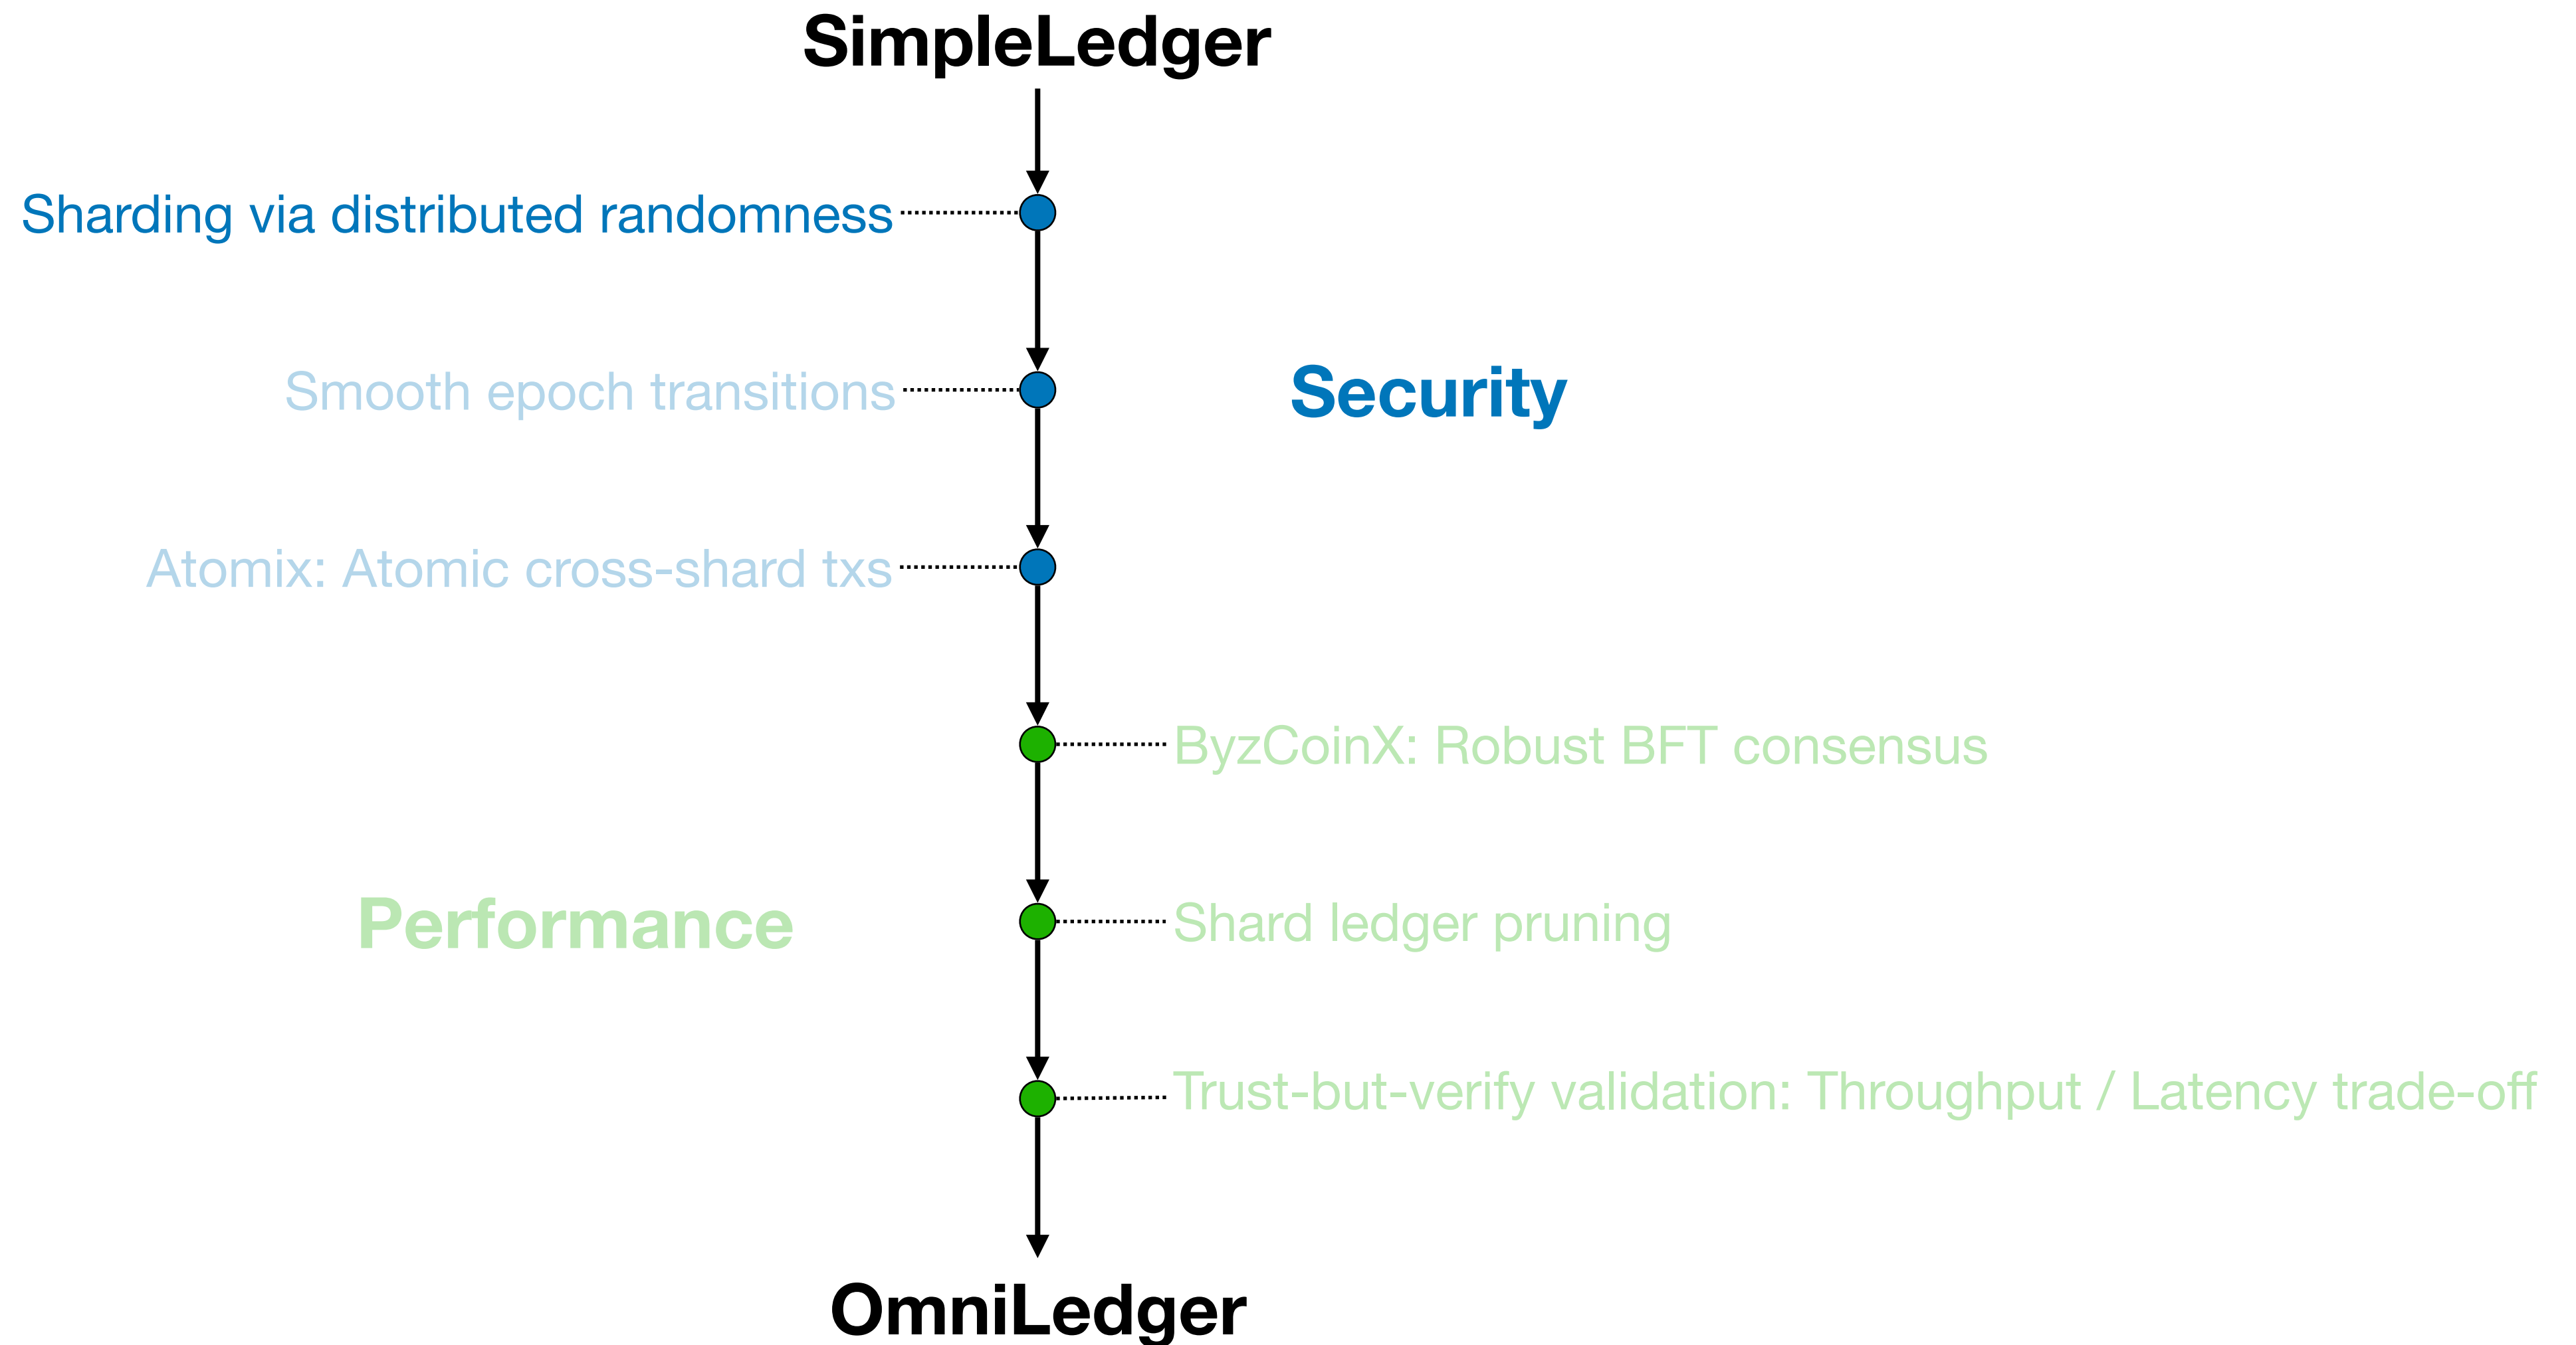 SimpleLedger
Sharding via distributed randomness
Smooth epoch transitions
Security
Atomix: Atomic cross-shard txs
ByzCoinX: Robust BFT consensus
Performance
Shard ledger pruning
Trust-but-verify validation: Throughput / Latency trade-off
OmniLedger